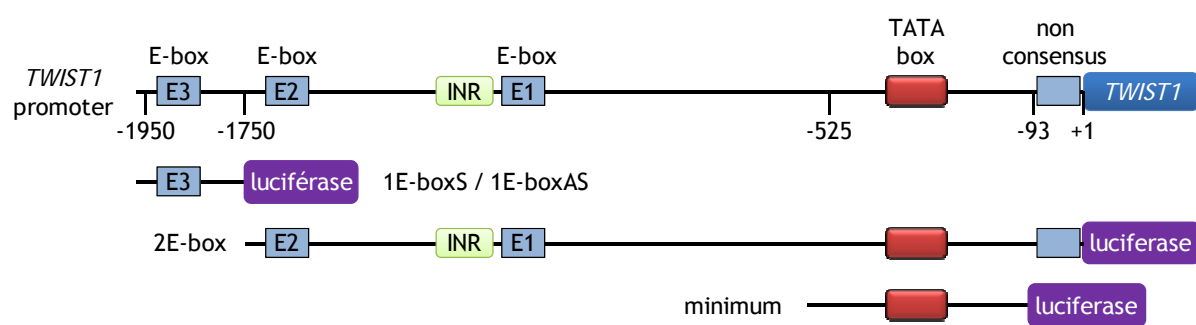 E-box E-box E-box TATA box non consensus
TWIST1 promoter E3 E2 INR E1 TWIST1
-1950 -1750 -525 -93 +1
E3 luciférase 1E-boxS / 1E-boxAS
2E-box E2 INR E1 luciferase
minimum luciferase